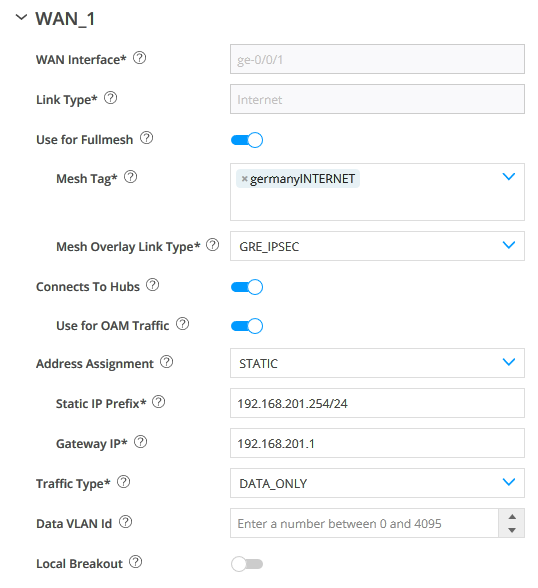 WAN_1
WAN Interface* ? ge-0/0/1
Link Type* ? Internet
Use for Fullmesh ?
Mesh Tag* ? × germanyINTERNET
Mesh Overlay Link Type* ? GRE_IPSEC
Connects To Hubs ?
Use for OAM Traffic ?
Address Assignment ? STATIC
Static IP Prefix* ? 192.168.201.254/24
Gateway IP* ? 192.168.201.1
Traffic Type* ? DATA_ONLY
Data VLAN Id ? Enter a number between 0 and 4095
Local Breakout ?